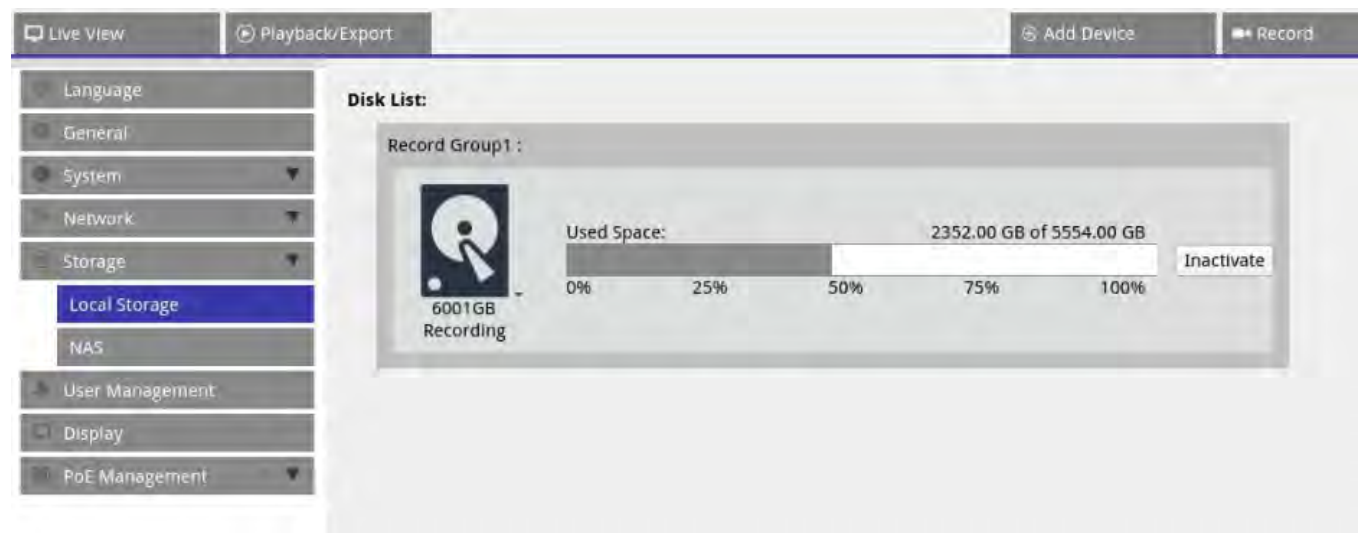 Live View
Playback/Export
Add Device
Record
Language
General
System
Network
Storage
Local Storage
NAS
User Management
Display
PoE Management
Disk List:
Record Group1 :
6001GB
Recording
Used Space:
2352.00 GB of 5554.00 GB
0% 25% 50% 75% 100%
Inactivate